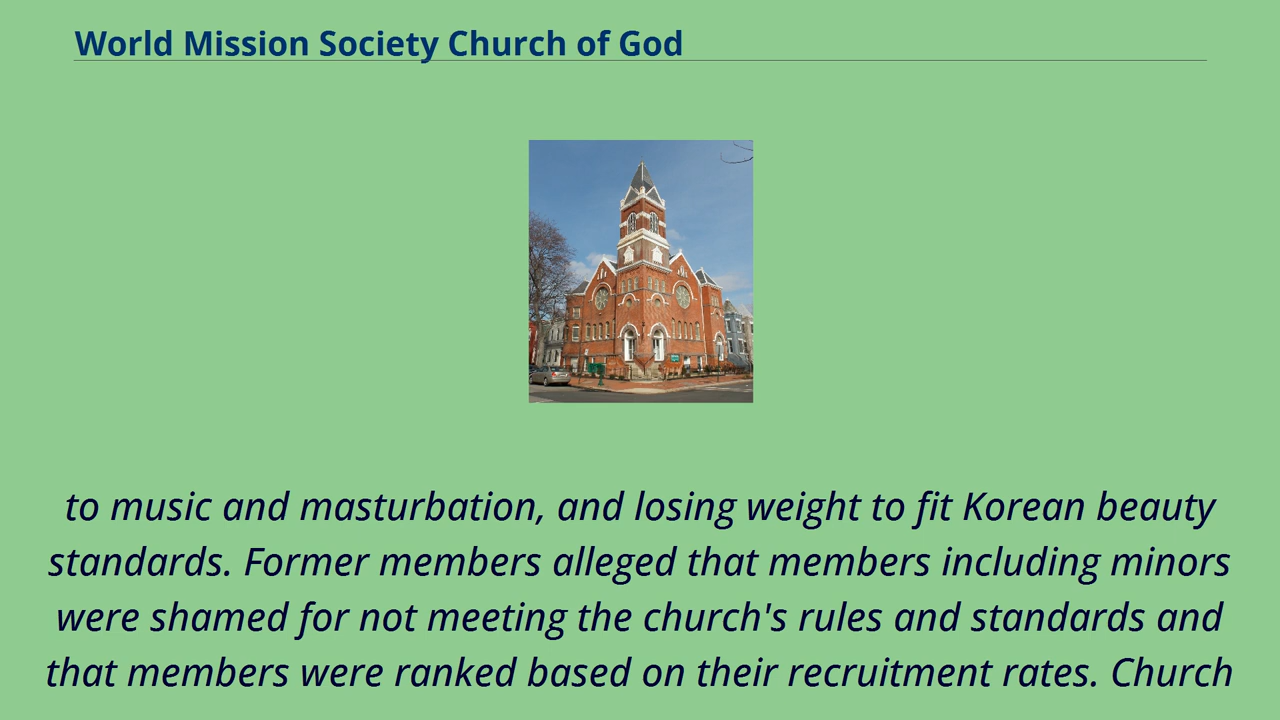 World Mission Society Church of God
to music and masturbation, and losing weight to fit Korean beauty
standards. Former members alleged that members including minors
were shamed for not meeting the church's rules and standards and
that members were ranked based on their recruitment rates. Church